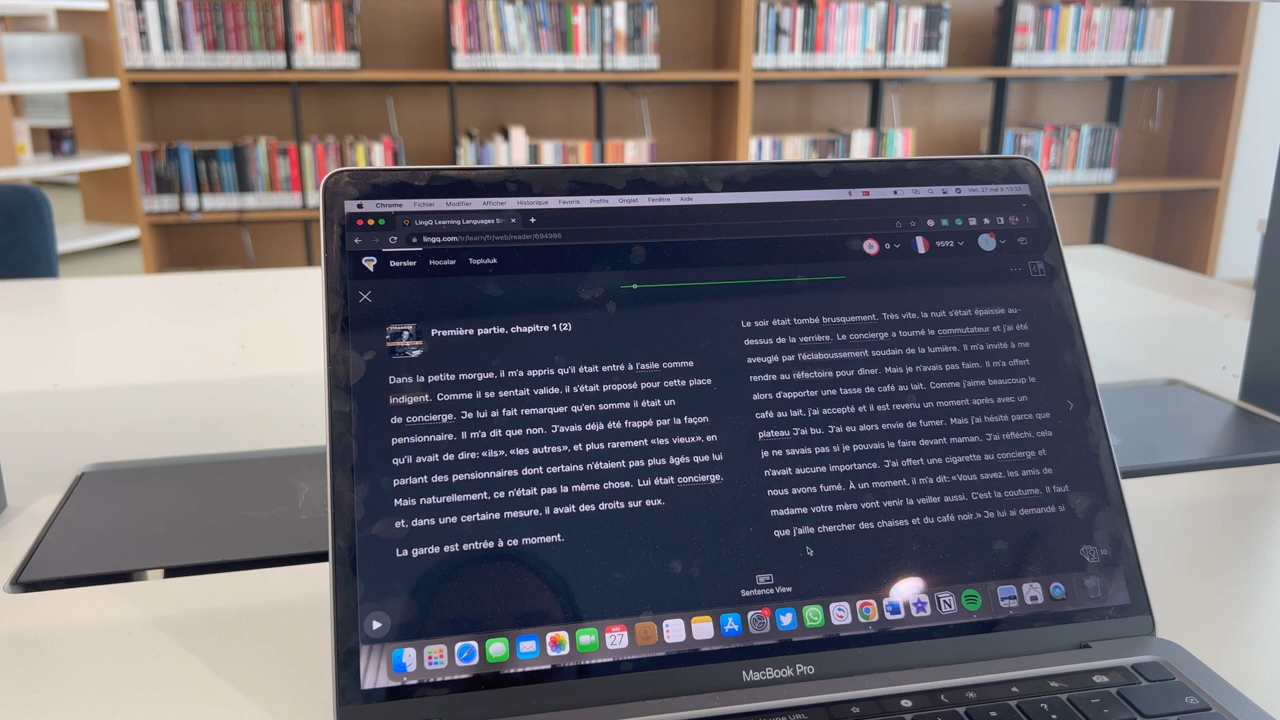 Chrome Fichier Modifier Afficher Historique Favoris Profils Onglet Fenêtre Aide
Ven. 27 mai à 13:33
LingQ Learning Languages Si
lingq.com/tr/learn/fr/web/reader/694986
Dersler Hocalar Topluluk
0
9592
Première partie, chapitre 1 (2)
Dans la petite morgue, il m'a appris qu'il était entré à l'asile comme
indigent. Comme il se sentait valide, il s'était proposé pour cette place
de concierge. Je lui ai fait remarquer qu'en somme il était un
pensionnaire. Il m'a dit que non. J'avais déjà été frappé par la façon
qu'il avait de dire: «ils», «les autres», et plus rarement «les vieux», en
parlant des pensionnaires dont certains n'étaient pas plus âgés que lui
Mais naturellement, ce n'était pas la même chose. Lui était concierge,
et, dans une certaine mesure, il avait des droits sur eux.
La garde est entrée à ce moment.
Le soir était tombé brusquement. Très vite, la nuit s'était épaissie au-
dessus de la verrière. Le concierge a tourné le commutateur et j'ai été
aveuglé par l'éclaboussement soudain de la lumière. Il m'a invité à me
rendre au réfectoire pour dîner. Mais je n'avais pas faim. Il m'a offert
alors d'apporter une tasse de café au lait. Comme j'aime beaucoup le
café au lait, j'ai accepté et il est revenu un moment après avec un
plateau J'ai bu. J'ai eu alors envie de fumer. Mais j'ai hésité parce que
je ne savais pas si je pouvais le faire devant maman. J'ai réfléchi, cela
n'avait aucune importance. J'ai offert une cigarette au concierge et
nous avons fumé. À un moment, il m'a dit: «Vous savez, les amis de
madame votre mère vont venir la veiller aussi. C'est la coutume. Il faut
que j'aille chercher des chaises et du café noir.» Je lui ai demandé si
Sentence View
27
MacBook Pro